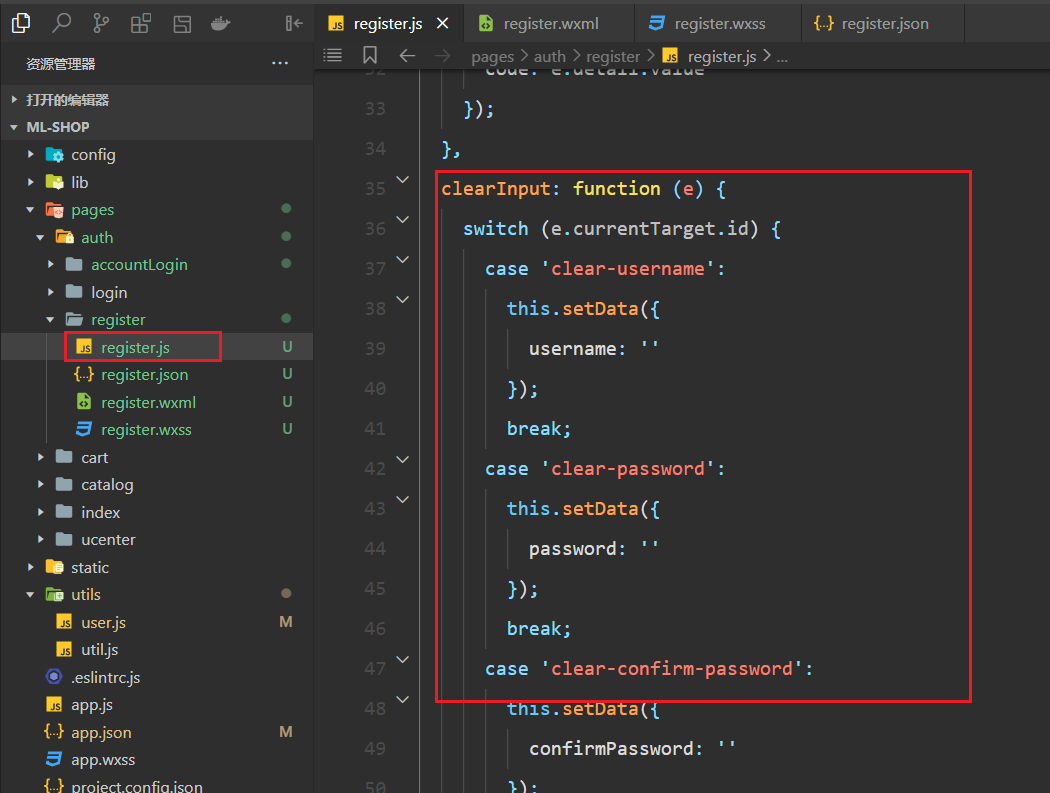 register.js
register.wxml
register.wxss
register.json
资源管理器
pages > auth > register > register.js > ...
打开的编辑器
ML-SHOP
config
lib
pages
auth
accountLogin
login
register
register.js U
register.json U
register.wxml U
register.wxss U
cart
catalog
index
ucenter
static
utils
user.js M
util.js
.eslintrc.js
app.js
app.json M
app.wxss
project.config.json
32 code: e.detail.value
33 });
34 },
35 clearInput: function (e) {
36 switch (e.currentTarget.id) {
37 case 'clear-username':
38 this.setData({
39 username: ''
40 });
41 break;
42 case 'clear-password':
43 this.setData({
44 password: ''
45 });
46 break;
47 case 'clear-confirm-password':
48 this.setData({
49 confirmPassword: ''
50 });